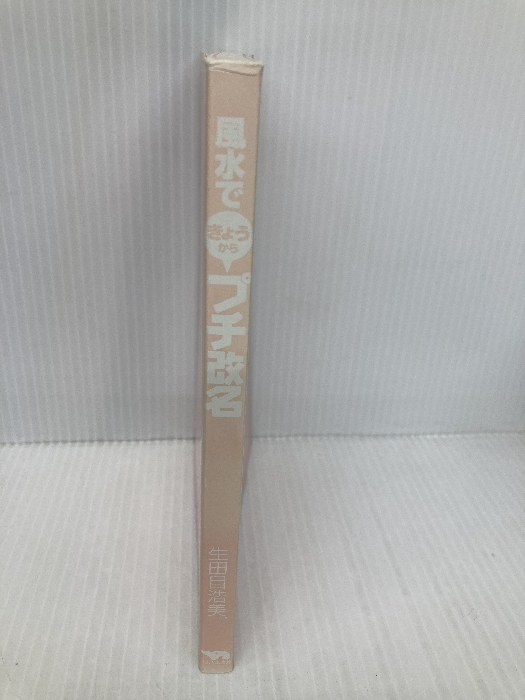 風水で
きょう
から
プチ改名
生田目浩美、